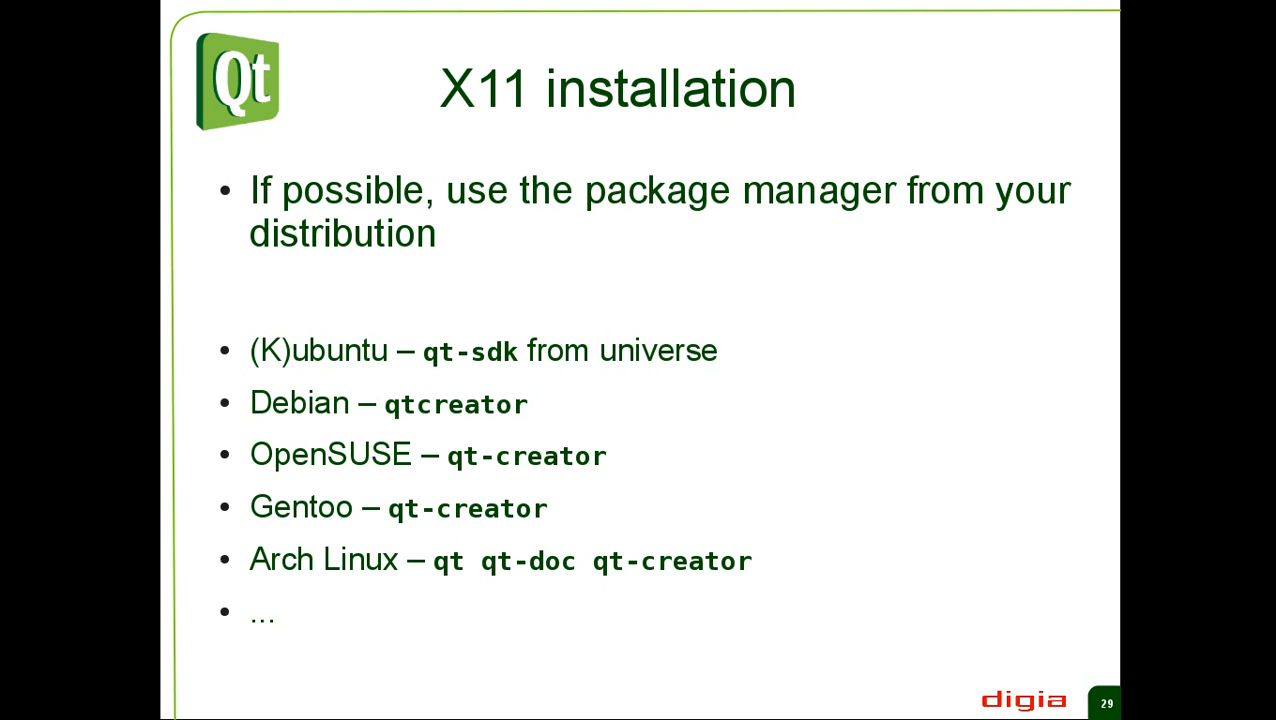 Qt
X11 installation
• If possible, use the package manager from your
distribution
• (K)ubuntu – qt-sdk from universe
• Debian – qtcreator
• OpenSUSE – qt-creator
• Gentoo – qt-creator
• Arch Linux – qt qt-doc qt-creator
• ...
digia
29